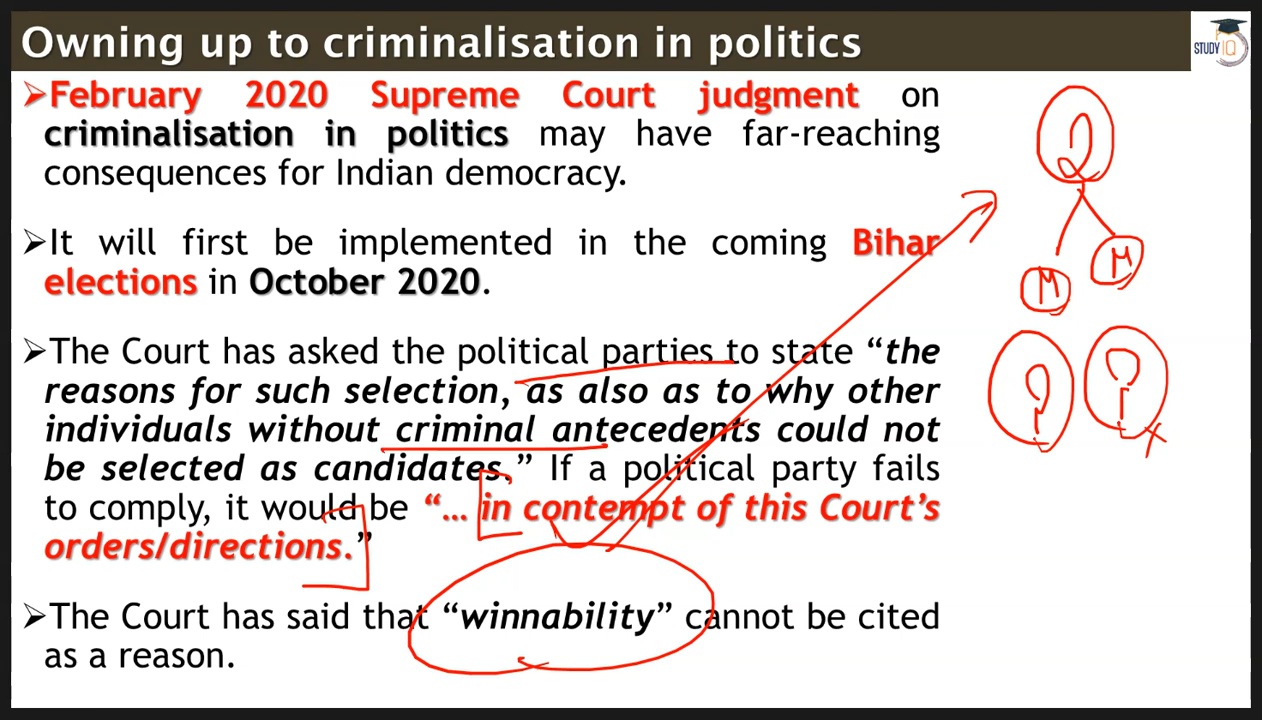 Owning up to criminalisation in politics
STUDY IQ
➢February 2020 Supreme Court judgment on
criminalisation in politics may have far-reaching
consequences for Indian democracy.
➢It will first be implemented in the coming Bihar
elections in October 2020.
➢The Court has asked the political parties to state “the
reasons for such selection, as also as to why other
individuals without criminal antecedents could not
be selected as candidates.” If a political party fails
to comply, it would be “… in contempt of this Court’s
orders/directions.”
➢The Court has said that “winnability” cannot be cited
as a reason.
M
M